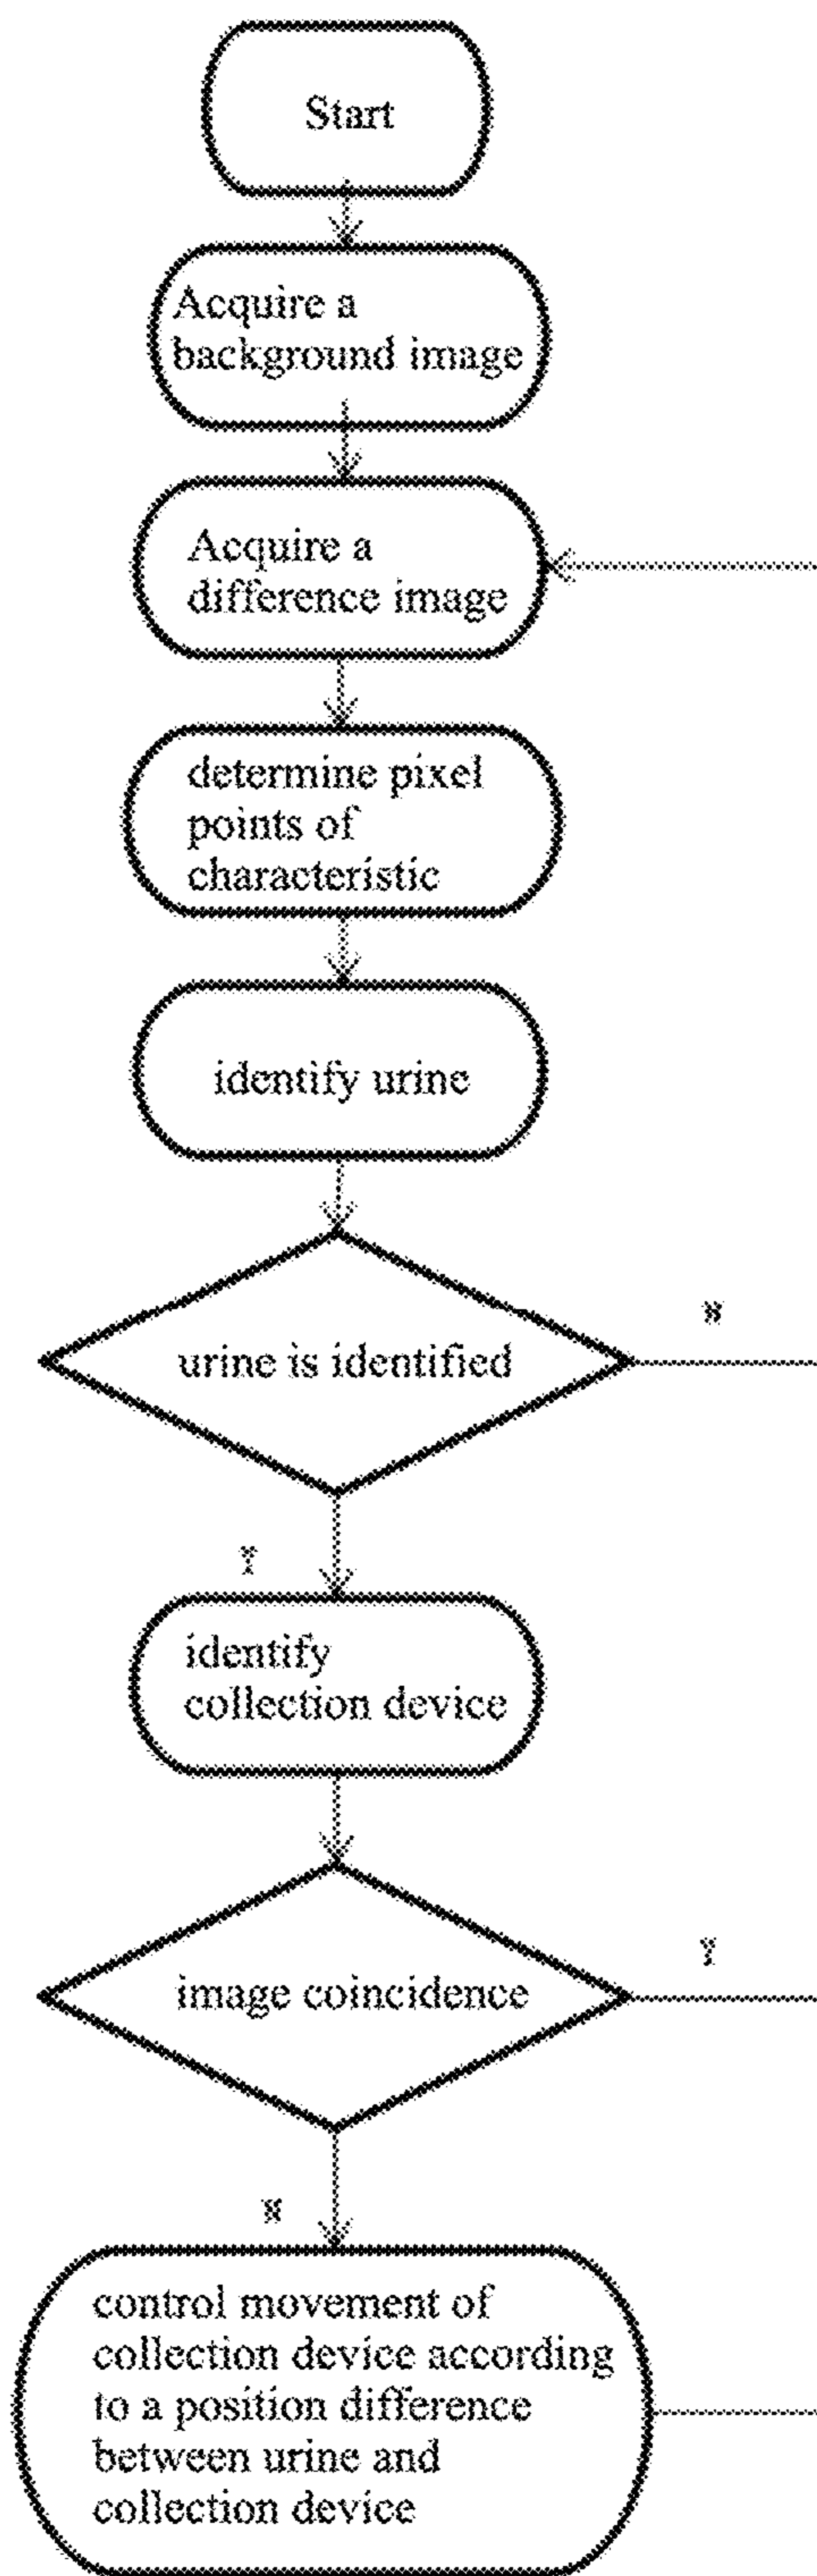 Start
Acquire a
background image
Acquire a
difference image
determine pixel
points of
characteristic
identify urine
urine is identified
N
Y
identify
collection device
image coincidence
Y
N
control movement of
collection device according
to a position difference
between urine and
collection device